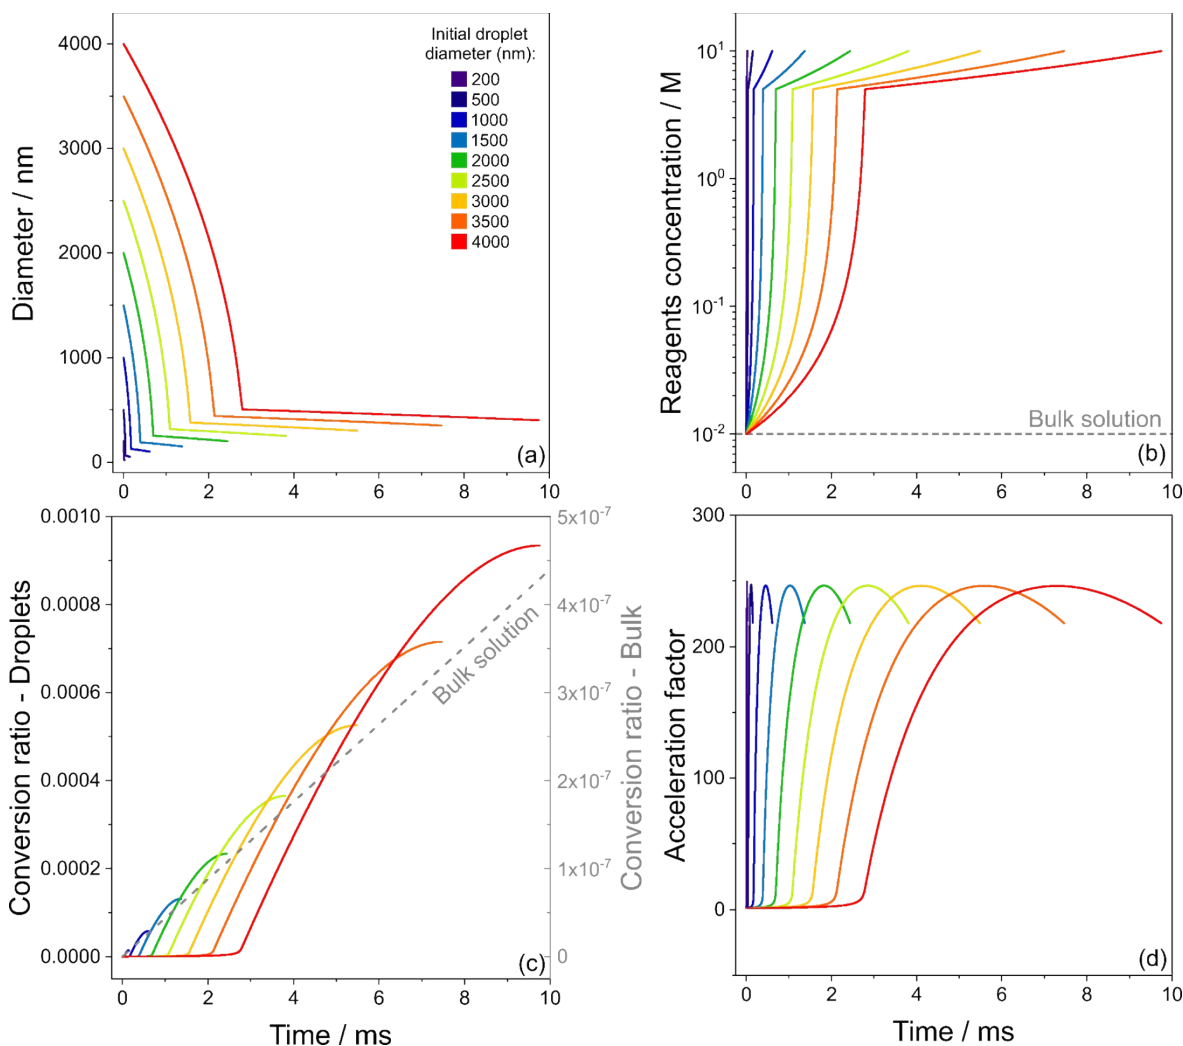 Initial droplet
diameter (nm):
200
500
1000
1500
2000
2500
3000
3500
4000
4000
3000
2000
1000
0
Diameter / nm
(a)
0 2 4 6 8 10
10¹
10⁰
10⁻¹
10⁻²
Reagents concentration / M
Bulk solution
(b)
0 2 4 6 8 10
0.0010
0.0008
0.0006
0.0004
0.0002
0.0000
Conversion ratio - Droplets
Bulk solution
(c)
5x10⁻⁷
4x10⁻⁷
3x10⁻⁷
2x10⁻⁷
1x10⁻⁷
0
Conversion ratio - Bulk
0 2 4 6 8 10
Time / ms
300
200
100
0
Acceleration factor
(d)
0 2 4 6 8 10
Time / ms